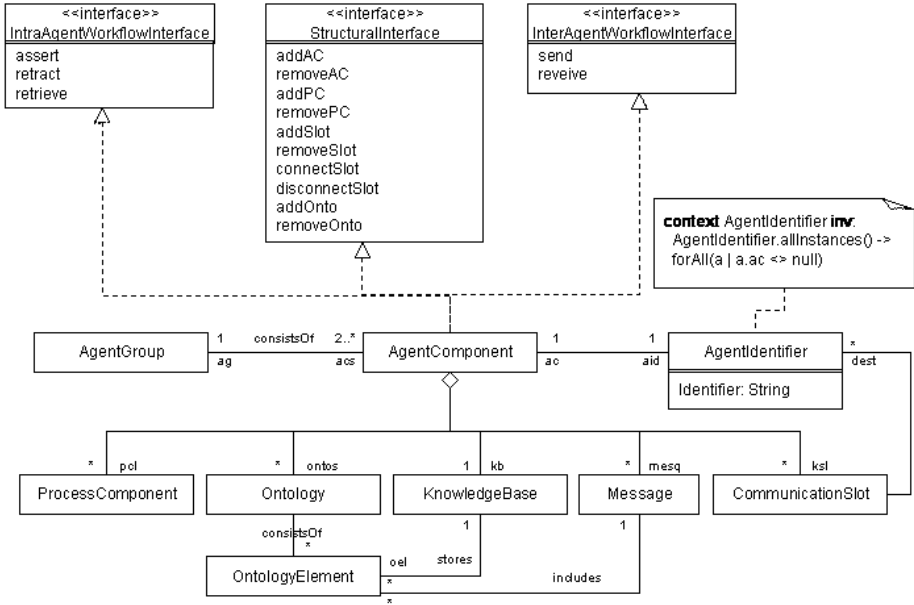 <<interface>>
IntraAgentWorkflowInterface
assert
retract
retrieve
<<interface>>
StructuralInterface
addAC
removeAC
addPC
removePC
addSlot
removeSlot
connectSlot
disconnectSlot
addOnto
removeOnto
<<interface>>
InterAgentWorkflowInterface
send
reveive
context AgentIdentifier inv:
AgentIdentifier.allInstances() ->
forAll(a | a.ac <> null)
AgentGroup
1 consistsOf 2..*
ag acs
AgentComponent
1 1
ac aid
AgentIdentifier
Identifier: String
*
dest
* pcl
ProcessComponent
* ontos
Ontology
1 kb
KnowledgeBase
* mesq
Message
* ksl
CommunicationSlot
consistsOf
*
1
stores
oel
*
1
includes
*
OntologyElement